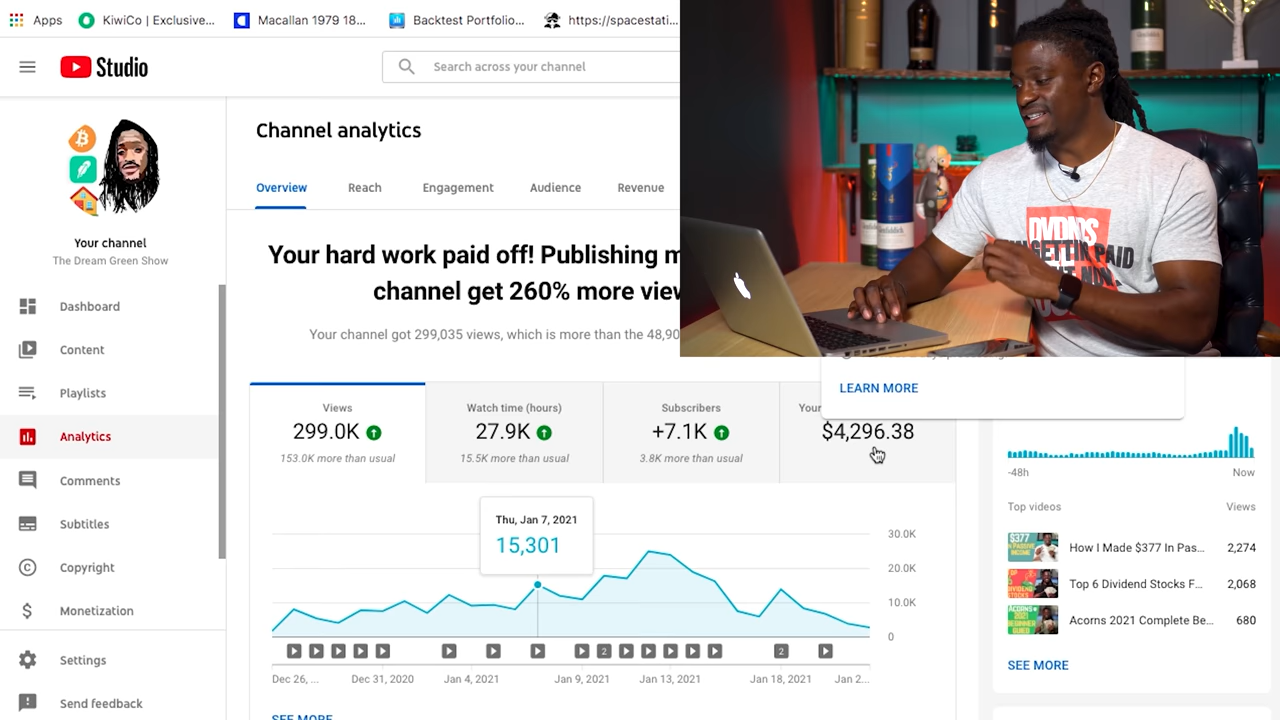 Apps
KiwiCo | Exclusive...
Macallan 1979 18...
Backtest Portfolio...
https://spacestati...
Studio
Search across your channel
Channel analytics
Overview
Reach
Engagement
Audience
Revenue
Your channel
The Dream Green Show
Dashboard
Content
Playlists
Analytics
Comments
Subtitles
Copyright
Monetization
Settings
Send feedback
Your hard work paid off! Publishing m
channel get 260% more view
Your channel got 299,035 views, which is more than the 48,90
Views
299.0K
153.0K more than usual
Watch time (hours)
27.9K
15.5K more than usual
Subscribers
+7.1K
3.8K more than usual
Your
$4,296.38
LEARN MORE
Thu, Jan 7, 2021
15,301
30.0K
20.0K
10.0K
0
2
2
Dec 26, ...
Dec 31, 2020
Jan 4, 2021
Jan 9, 2021
Jan 13, 2021
Jan 18, 2021
Jan 2...
SEE MORE
-48h
Now
Top videos
Views
$377
How I Made $377 In Pas...
2,274
Top 6 Dividend Stocks F...
2,068
Acorns 2021 Complete Be...
680
SEE MORE
DVDNDS
GETTIN PAID